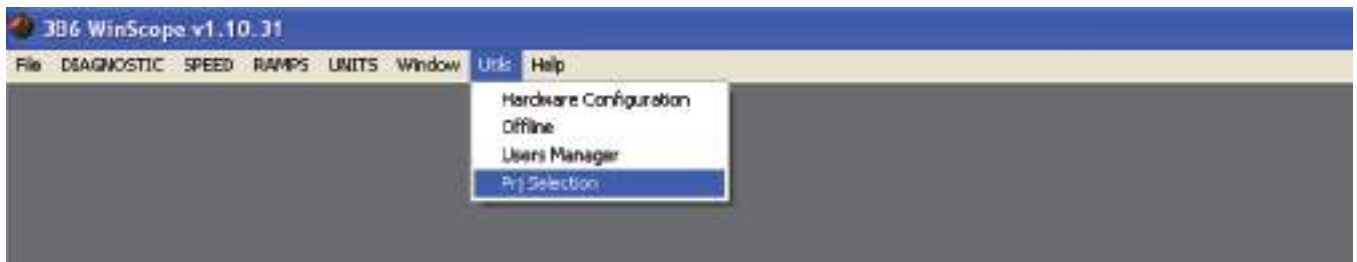 3B6 WinScope v1.10.31
File DIAGNOSTIC SPEED RAMPS UNITS Window Utils Help
Hardware Configuration
Offline
Users Manager
Prj Selection